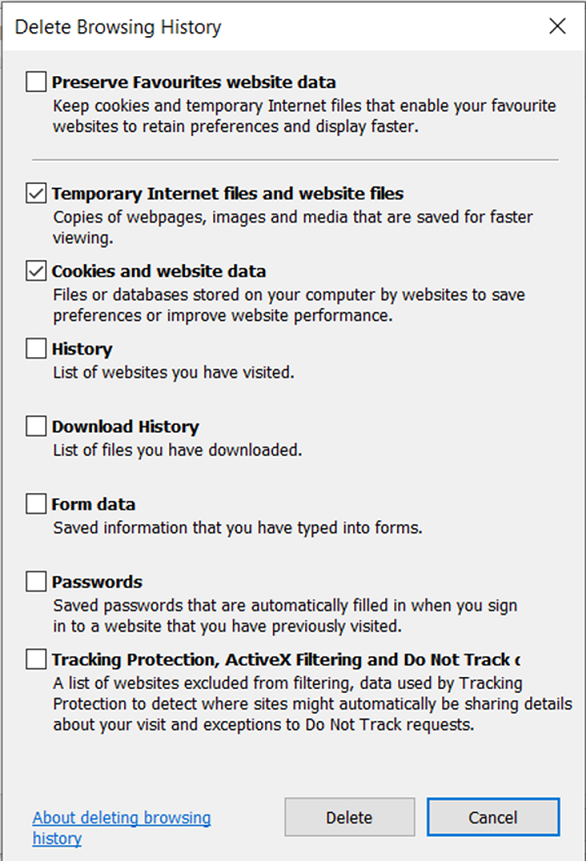 Delete Browsing History
Preserve Favourites website data
Keep cookies and temporary Internet files that enable your favourite
websites to retain preferences and display faster.
Temporary Internet files and website files
Copies of webpages, images and media that are saved for faster
viewing.
Cookies and website data
Files or databases stored on your computer by websites to save
preferences or improve website performance.
History
List of websites you have visited.
Download History
List of files you have downloaded.
Form data
Saved information that you have typed into forms.
Passwords
Saved passwords that are automatically filled in when you sign
in to a website that you have previously visited.
Tracking Protection, ActiveX Filtering and Do Not Track
A list of websites excluded from filtering, data used by Tracking
Protection to detect where sites might automatically be sharing details
about your visit and exceptions to Do Not Track requests.
About deleting browsing
history
Delete
Cancel